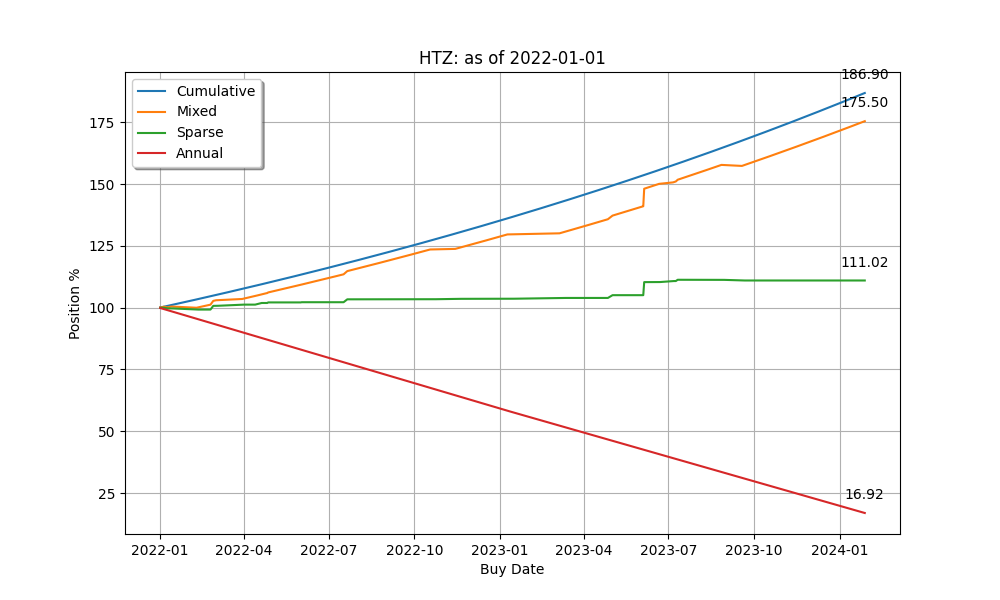 HTZ: as of 2022-01-01
186.90
175.50
111.02
16.92
Cumulative
Mixed
Sparse
Annual
Position %
175
150
125
100
75
50
25
2022-01 2022-04 2022-07 2022-10 2023-01 2023-04 2023-07 2023-10 2024-01
Buy Date